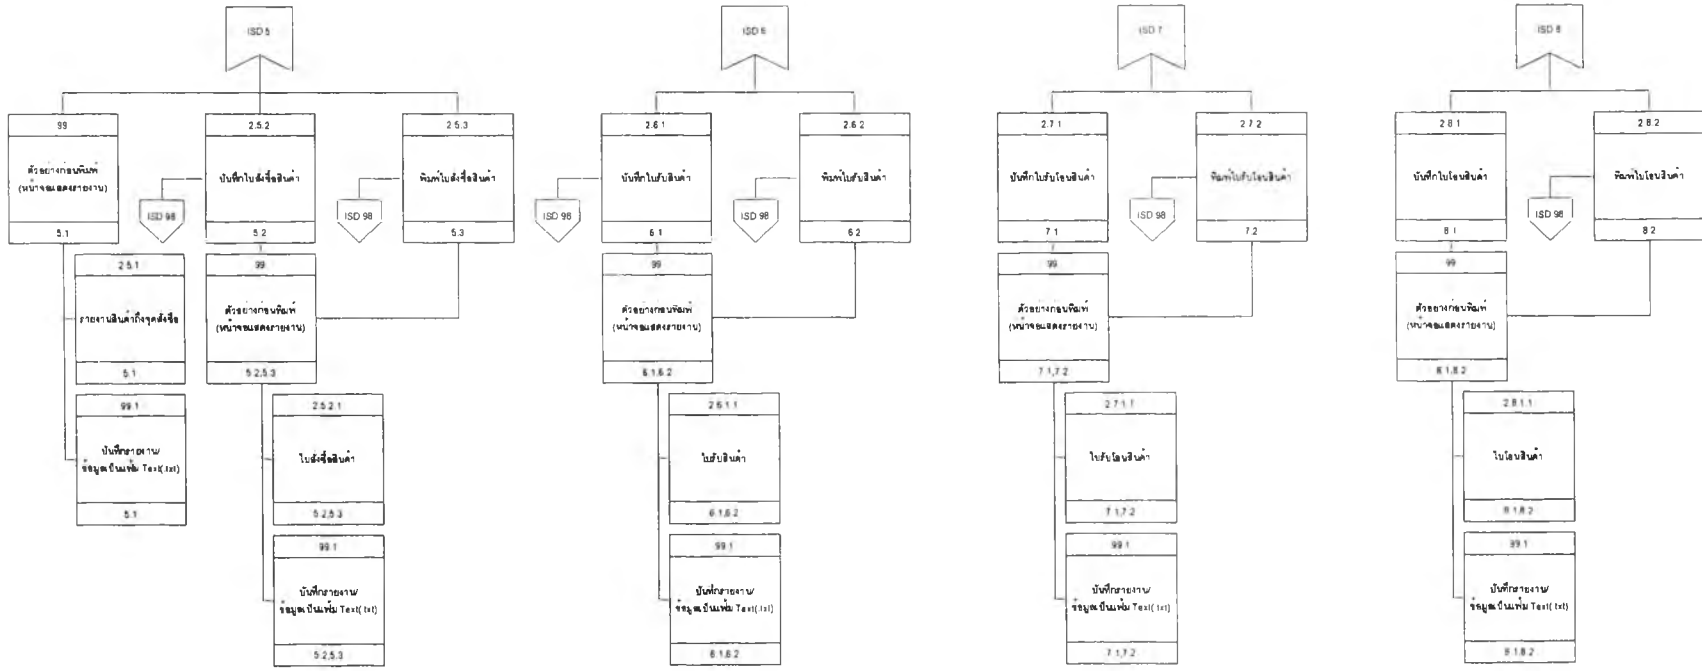 ISD 5
99
ตัวอย่างก่อนพิมพ์
(หน้าจอแสดงรายงาน)
5.1
2.5.1
รายงานสินค้าถึงจุดสั่งซื้อ
5.1
99.1
บันทึกรายงาน/
ข้อมูลเป็นแฟ้ม Text(.txt)
5.1
2.5.2
บันทึกใบสั่งซื้อสินค้า
5.2
ISD 98
99
ตัวอย่างก่อนพิมพ์
(หน้าจอแสดงรายงาน)
5.2,5.3
2.5.2.1
ใบสั่งซื้อสินค้า
5.2,5.3
99.1
บันทึกรายงาน/
ข้อมูลเป็นแฟ้ม Text(.txt)
5.2,5.3
2.5.3
พิมพ์ใบสั่งซื้อสินค้า
5.3
ISD 98
ISD 6
2.6.1
บันทึกใบรับสินค้า
6.1
ISD 98
99
ตัวอย่างก่อนพิมพ์
(หน้าจอแสดงรายงาน)
6.1,6.2
2.6.1.1
ใบรับสินค้า
6.1,6.2
99.1
บันทึกรายงาน/
ข้อมูลเป็นแฟ้ม Text(.txt)
6.1,6.2
2.6.2
พิมพ์ใบรับสินค้า
6.2
ISD 98
ISD 7
2.7.1
บันทึกใบรับโอนสินค้า
7.1
99
ตัวอย่างก่อนพิมพ์
(หน้าจอแสดงรายงาน)
7.1,7.2
2.7.1.1
ใบรับโอนสินค้า
7.1,7.2
99.1
บันทึกรายงาน/
ข้อมูลเป็นแฟ้ม Text(.txt)
7.1,7.2
2.7.2
พิมพ์ใบรับโอนสินค้า
7.2
ISD 98
ISD 8
2.8.1
บันทึกใบโอนสินค้า
8.1
99
ตัวอย่างก่อนพิมพ์
(หน้าจอแสดงรายงาน)
8.1,8.2
2.8.1.1
ใบโอนสินค้า
8.1,8.2
99.1
บันทึกรายงาน/
ข้อมูลเป็นแฟ้ม Text(.txt)
8.1,8.2
2.8.2
พิมพ์ใบโอนสินค้า
8.2
ISD 98